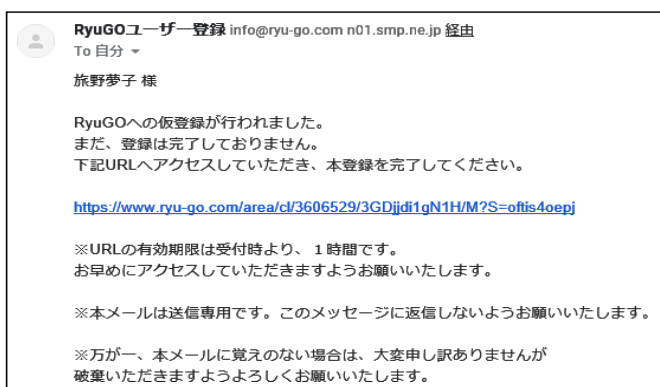 RyuGOユーザー登録 info@ryu-go.com n01.smp.ne.jp 経由
To 自分
旅野夢子 様
RyuGOへの仮登録が行われました。
まだ、登録は完了しておりません。
下記URLへアクセスしていただき、本登録を完了してください。
https://www.ryu-go.com/area/cl/3606529/3GDjjdi1gN1H/M?S=oftis4oepj
※URLの有効期限は受付時より、１時間です。
お早めにアクセスしていただきますようお願いいたします。
※本メールは送信専用です。このメッセージに返信しないようお願いいたします。
※万が一、本メールに覚えのない場合は、大変申し訳ありませんが
破棄いただきますようよろしくお願いいたします。